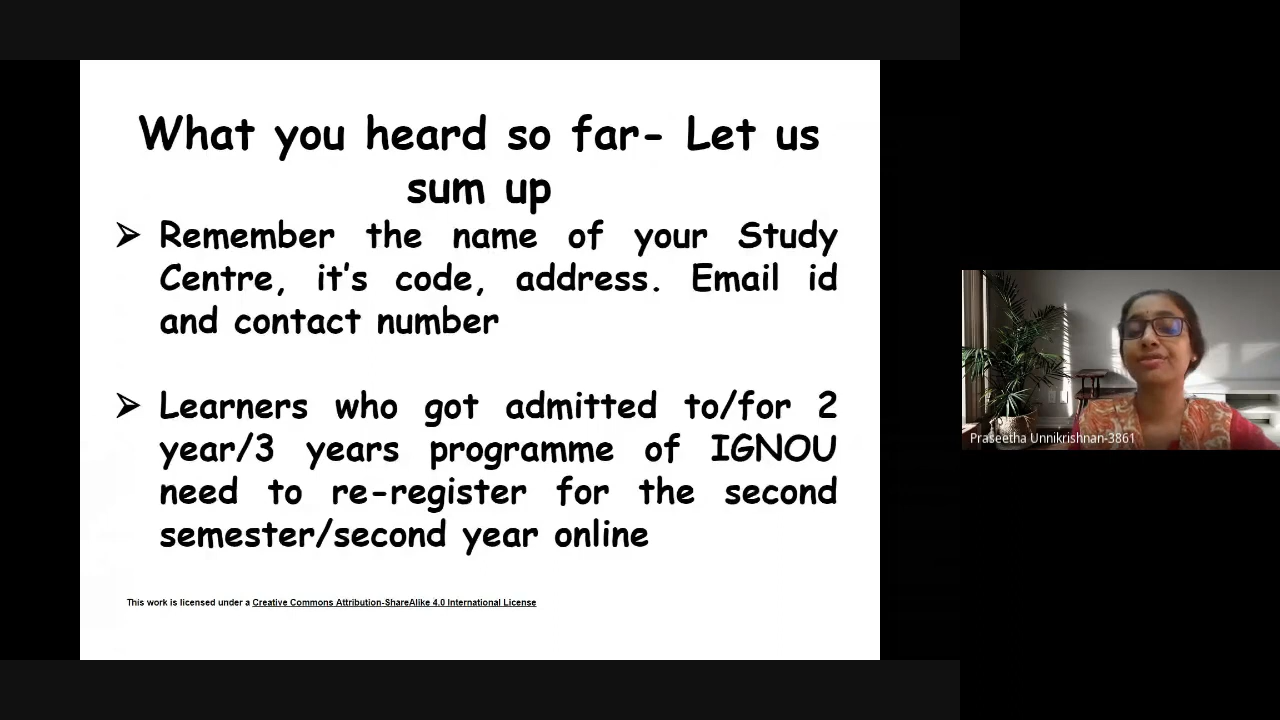 What you heard so far- Let us
sum up
➢ Remember the name of your Study
Centre, it's code, address. Email id
and contact number
➢ Learners who got admitted to/for 2
year/3 years programme of IGNOU
need to re-register for the second
semester/second year online
This work is licensed under a Creative Commons Attribution-ShareAlike 4.0 International License
Praseetha Unnikrishnan-3861